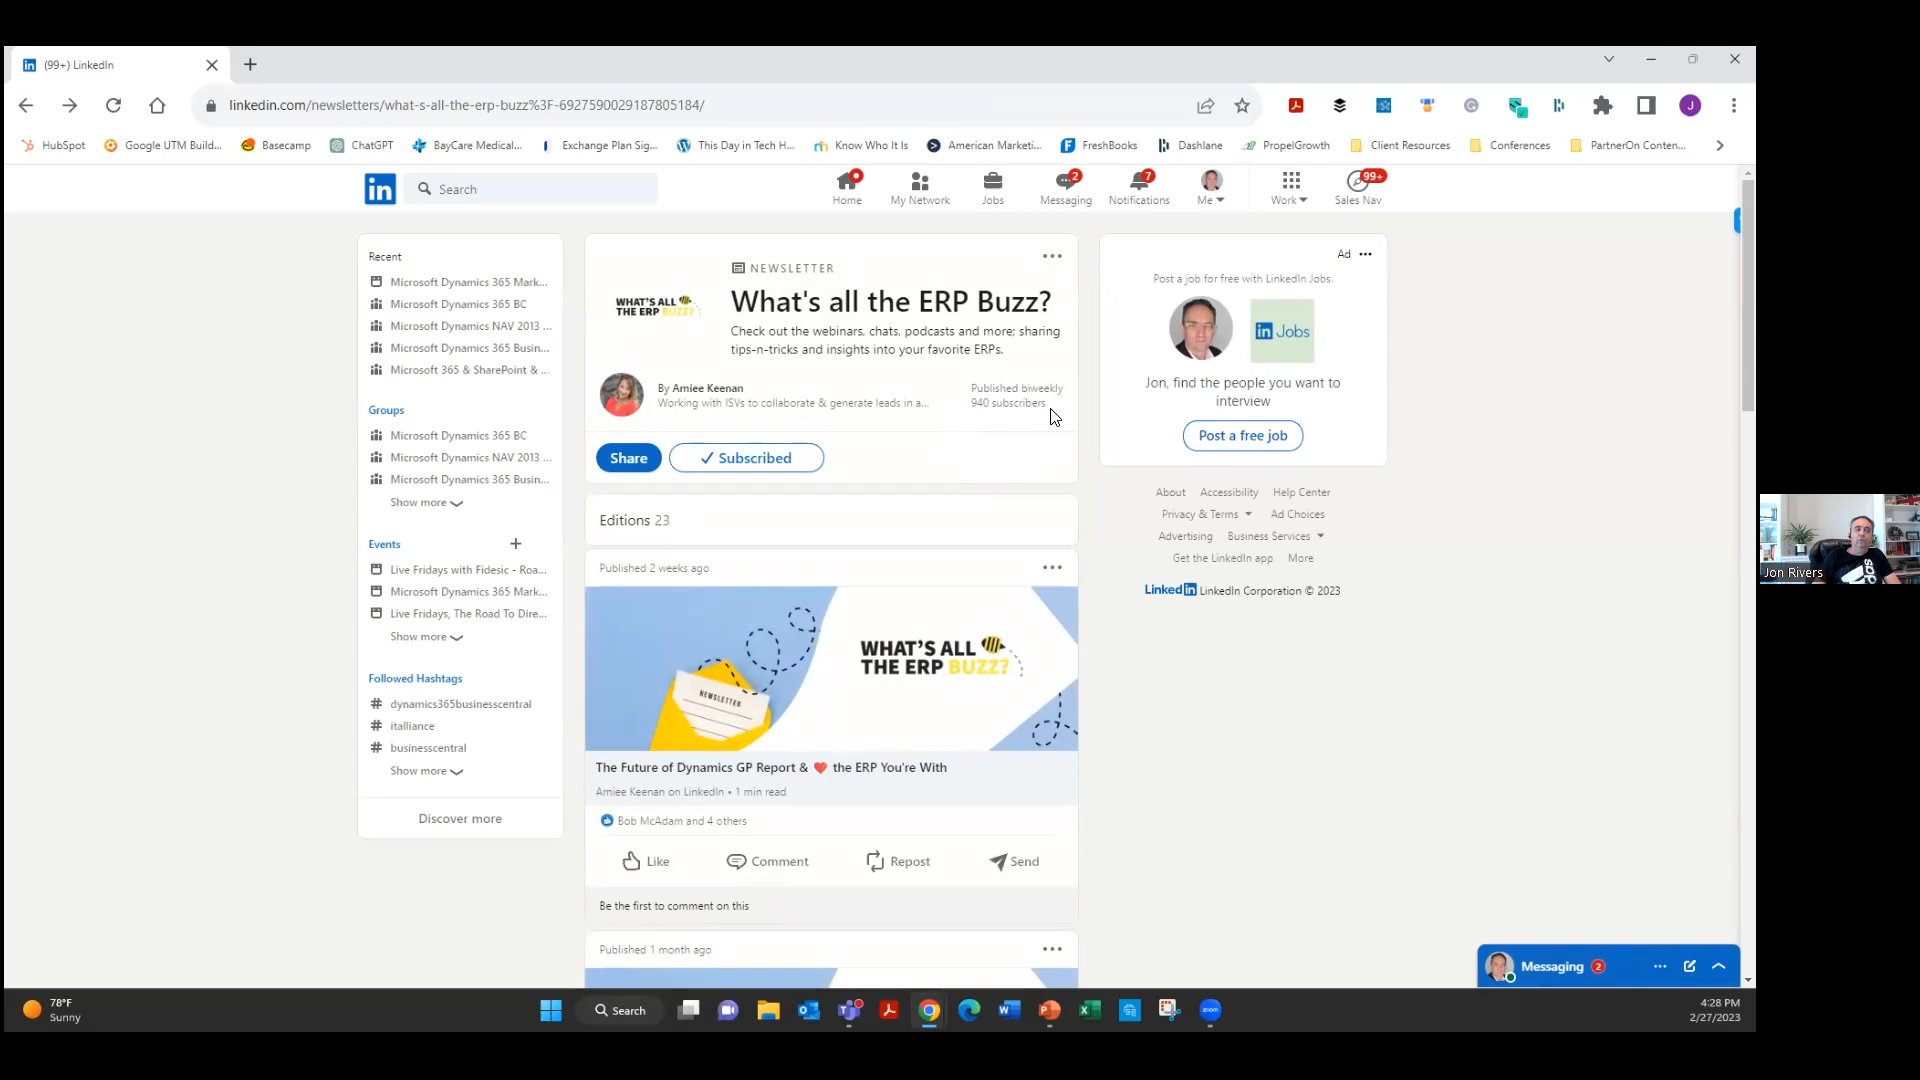 (99+) LinkedIn
linkedin.com/newsletters/what-s-all-the-erp-buzz%3F-6927590029187805184/
J
HubSpot
Google UTM Build...
Basecamp
ChatGPT
BayCare Medical...
Exchange Plan Sig...
This Day in Tech H...
Know Who It Is
American Marketi...
FreshBooks
Dashlane
PropelGrowth
Client Resources
Conferences
PartnerOn Conten...
in
Search
Home
My Network
Jobs
2
Messaging
7
Notifications
Me
Work
99+
Sales Nav
Recent
Microsoft Dynamics 365 Mark...
Microsoft Dynamics 365 BC
Microsoft Dynamics NAV 2013 ...
Microsoft Dynamics 365 Busin...
Microsoft 365 & SharePoint & ...
Groups
Microsoft Dynamics 365 BC
Microsoft Dynamics NAV 2013 ...
Microsoft Dynamics 365 Busin...
Show more
Events
Live Fridays with Fidesic - Roa...
Microsoft Dynamics 365 Mark...
Live Fridays, The Road To Dire...
Show more
Followed Hashtags
# dynamics365businesscentral
# italliance
# businesscentral
Show more
Discover more
NEWSLETTER
WHAT'S ALL
THE ERP BUZZ?
What's all the ERP Buzz?
Check out the webinars, chats, podcasts and more; sharing
tips-n-tricks and insights into your favorite ERPs.
By Amiee Keenan
Working with ISVs to collaborate & generate leads in a...
Published biweekly
940 subscribers
Share
Subscribed
Editions 23
Published 2 weeks ago
NEWSLETTER
WHAT'S ALL
THE ERP BUZZ?
The Future of Dynamics GP Report & ❤️ the ERP You're With
Amiee Keenan on LinkedIn • 1 min read
Bob McAdam and 4 others
Like
Comment
Repost
Send
Be the first to comment on this
Published 1 month ago
Ad
Post a job for free with LinkedIn Jobs.
in Jobs
Jon, find the people you want to
interview
Post a free job
About Accessibility Help Center
Privacy & Terms Ad Choices
Advertising Business Services
Get the LinkedIn app More
LinkedIn LinkedIn Corporation © 2023
Messaging 2
adidas
Jon Rivers
78°F
Sunny
Search
zoom
4:28 PM
2/27/2023